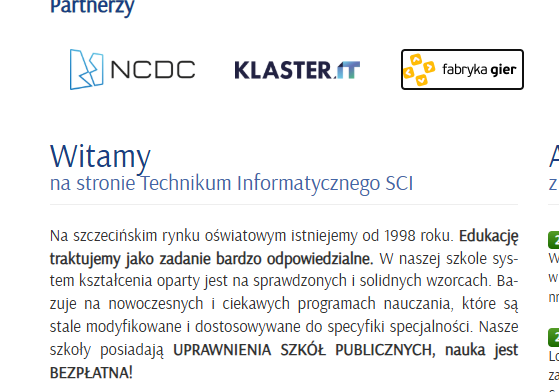 Partnerzy
NCDC
KLASTER.IT
fabryka gier
Witamy
na stronie Technikum Informatycznego SCI
Na szczecińskim rynku oświatowym istniejemy od 1998 roku. Edukację
traktujemy jako zadanie bardzo odpowiedzialne. W naszej szkole sys-
tem kształcenia oparty jest na sprawdzonych i solidnych wzorcach. Ba-
zuje na nowoczesnych i ciekawych programach nauczania, które są
stale modyfikowane i dostosowywane do specyfiki specjalności. Nasze
szkoły posiadają UPRAWNIENIA SZKÓŁ PUBLICZNYCH, nauka jest
BEZPŁATNA!